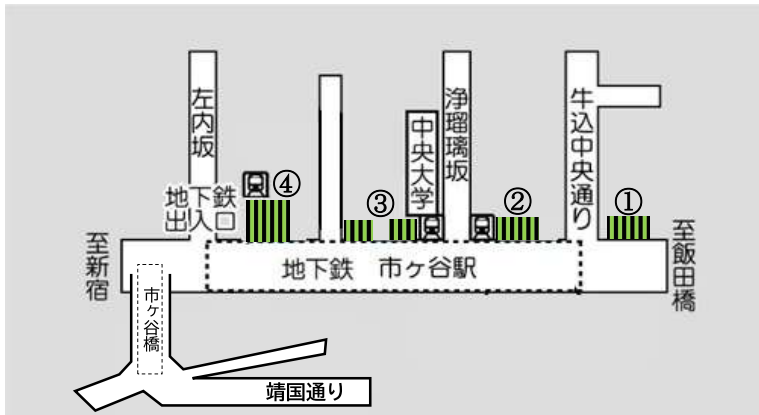 左内坂
浄瑠璃坂
牛込中央通り
中央大学
④
③
②
①
地下鉄
出入口
至新宿
至飯田橋
地下鉄 市ヶ谷駅
市ヶ谷橋
靖国通り